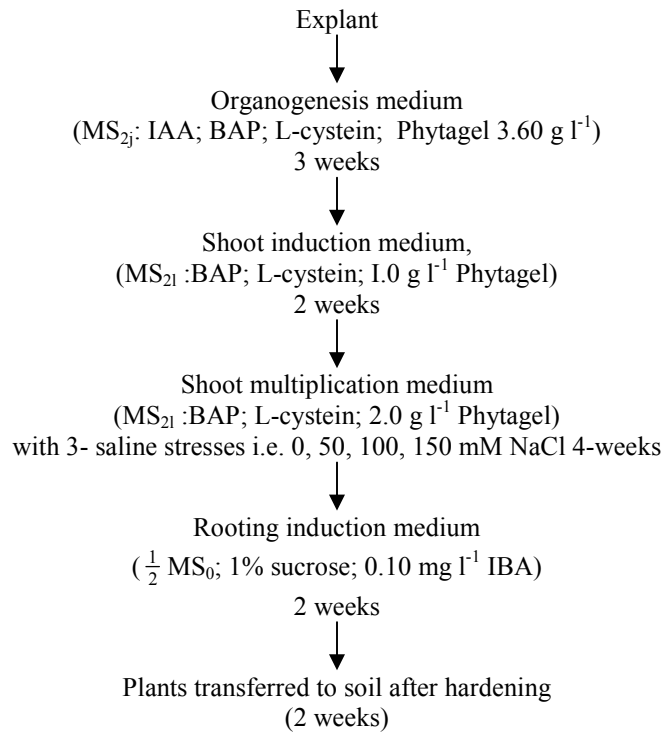 Explant
Organogenesis medium
(MS₂ⱼ: IAA; BAP; L-cystein; Phytagel 3.60 g l⁻¹)
3 weeks
Shoot induction medium,
(MS₂ₗ :BAP; L-cystein; I.0 g l⁻¹ Phytagel)
2 weeks
Shoot multiplication medium
(MS₂ₗ :BAP; L-cystein; 2.0 g l⁻¹ Phytagel)
with 3- saline stresses i.e. 0, 50, 100, 150 mM NaCl 4-weeks
Rooting induction medium
( ½ MS₀; 1% sucrose; 0.10 mg l⁻¹ IBA)
2 weeks
Plants transferred to soil after hardening
(2 weeks)